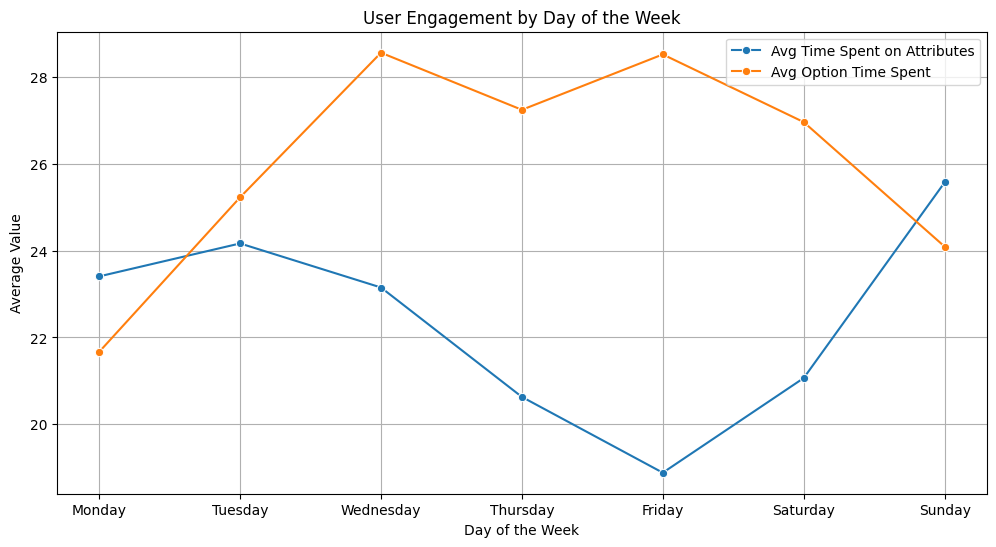 User Engagement by Day of the Week
Avg Time Spent on Attributes
Avg Option Time Spent
Average Value
28
26
24
22
20
Monday Tuesday Wednesday Thursday Friday Saturday Sunday
Day of the Week